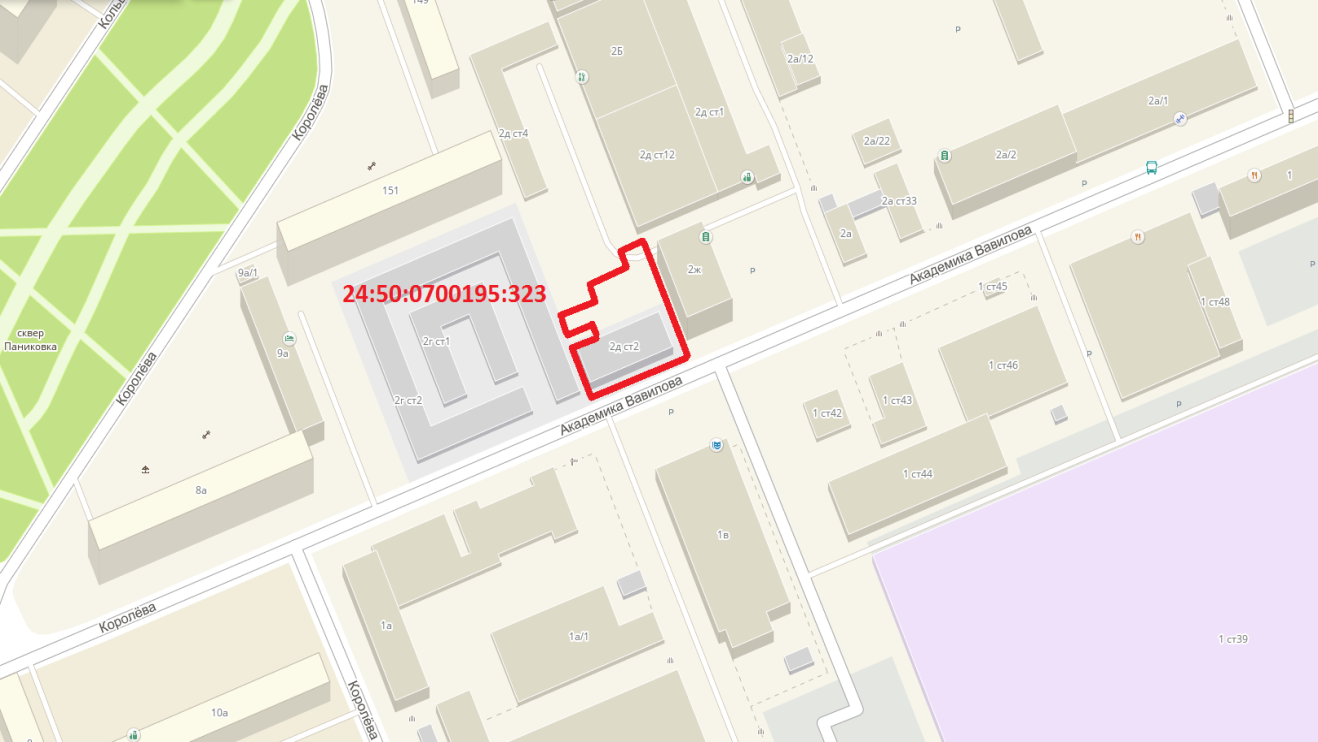 149
2Б
2а/12
2а/1
2д ст1
2д ст4
2а/22
2д ст12
2а/2
151
Королёва
1
2а ст33
2а
Академика Вавилова
2ж
9а/1
24:50:0700195:323
1 ст45
1 ст48
сквер
Паниковка
2г ст1
2д ст2
9а
1 ст46
Королёва
2г ст2
Академика Вавилова
1 ст43
1 ст42
8а
1 ст44
1в
Королёва
1а
1а/1
1 ст39
10а
Королёва